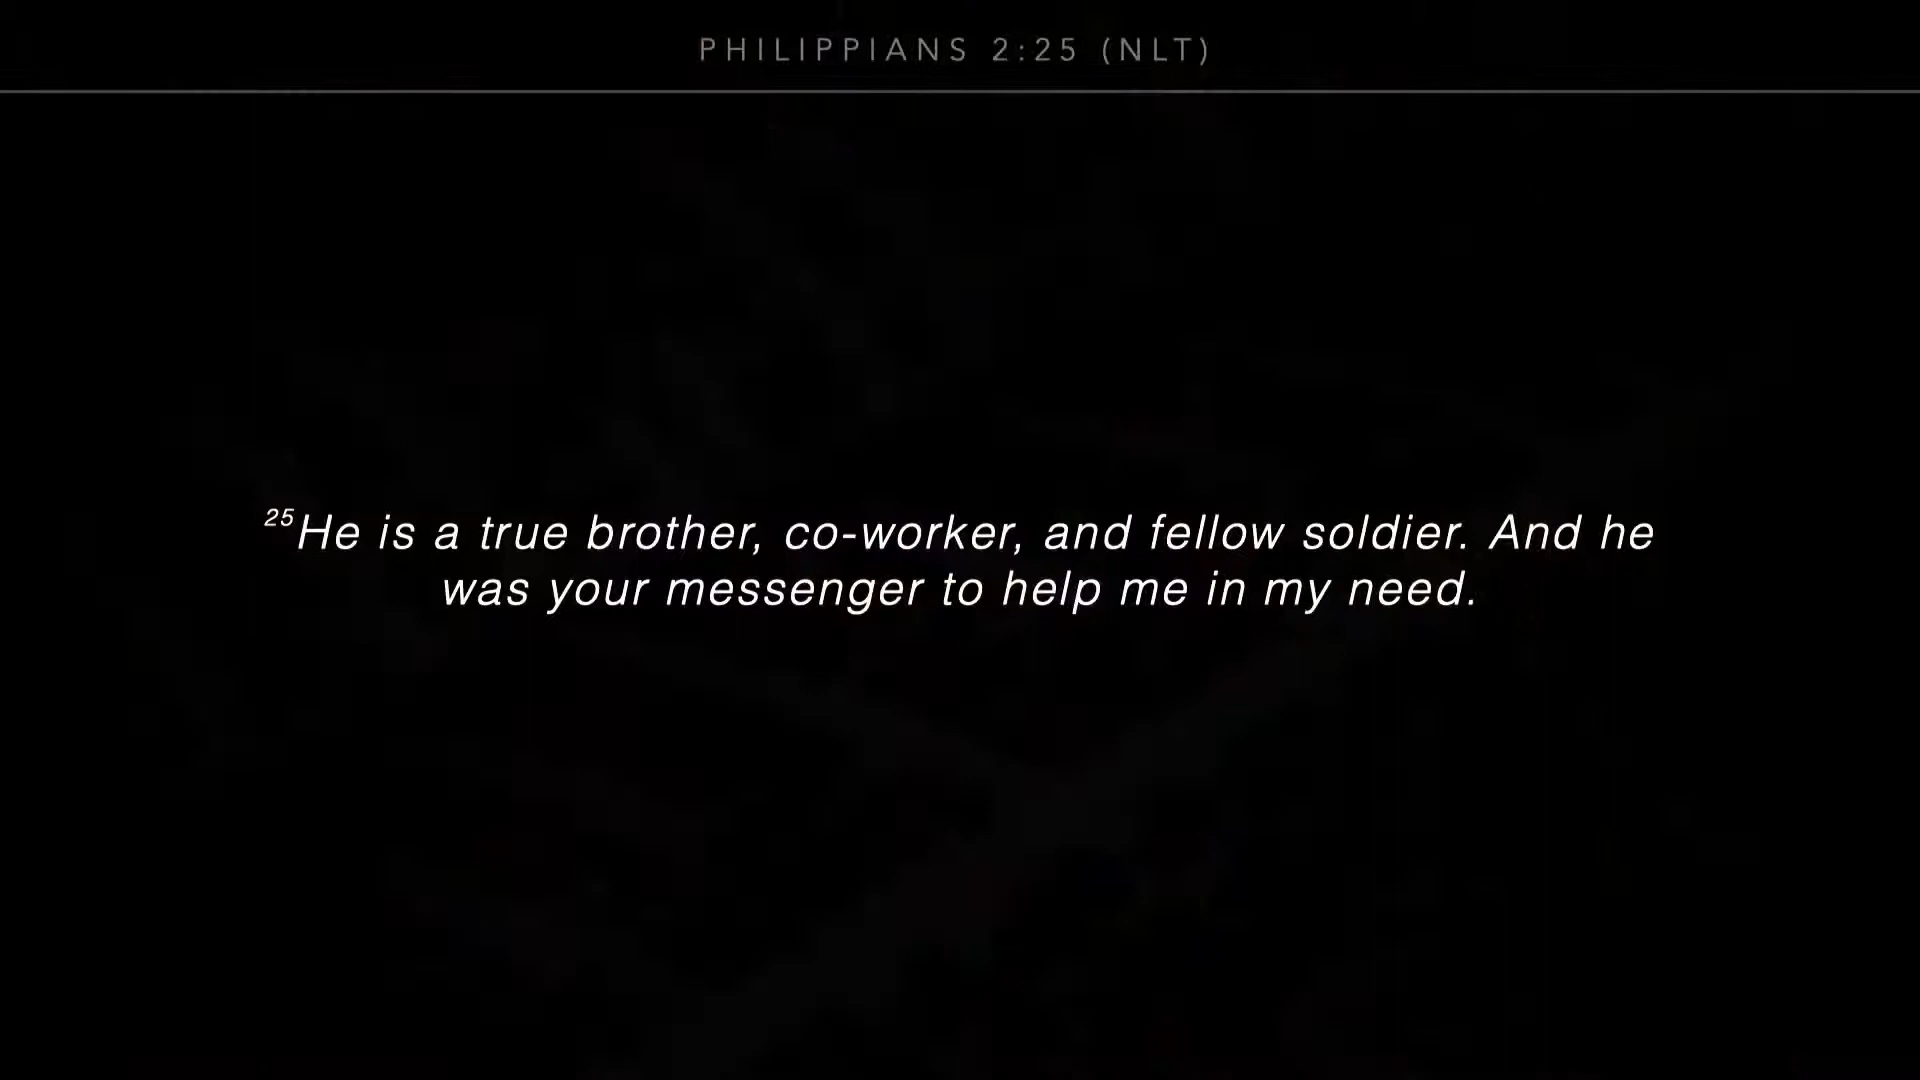 PHILIPPIANS 2:25 (NLT)
25He is a true brother, co-worker, and fellow soldier. And he
was your messenger to help me in my need.